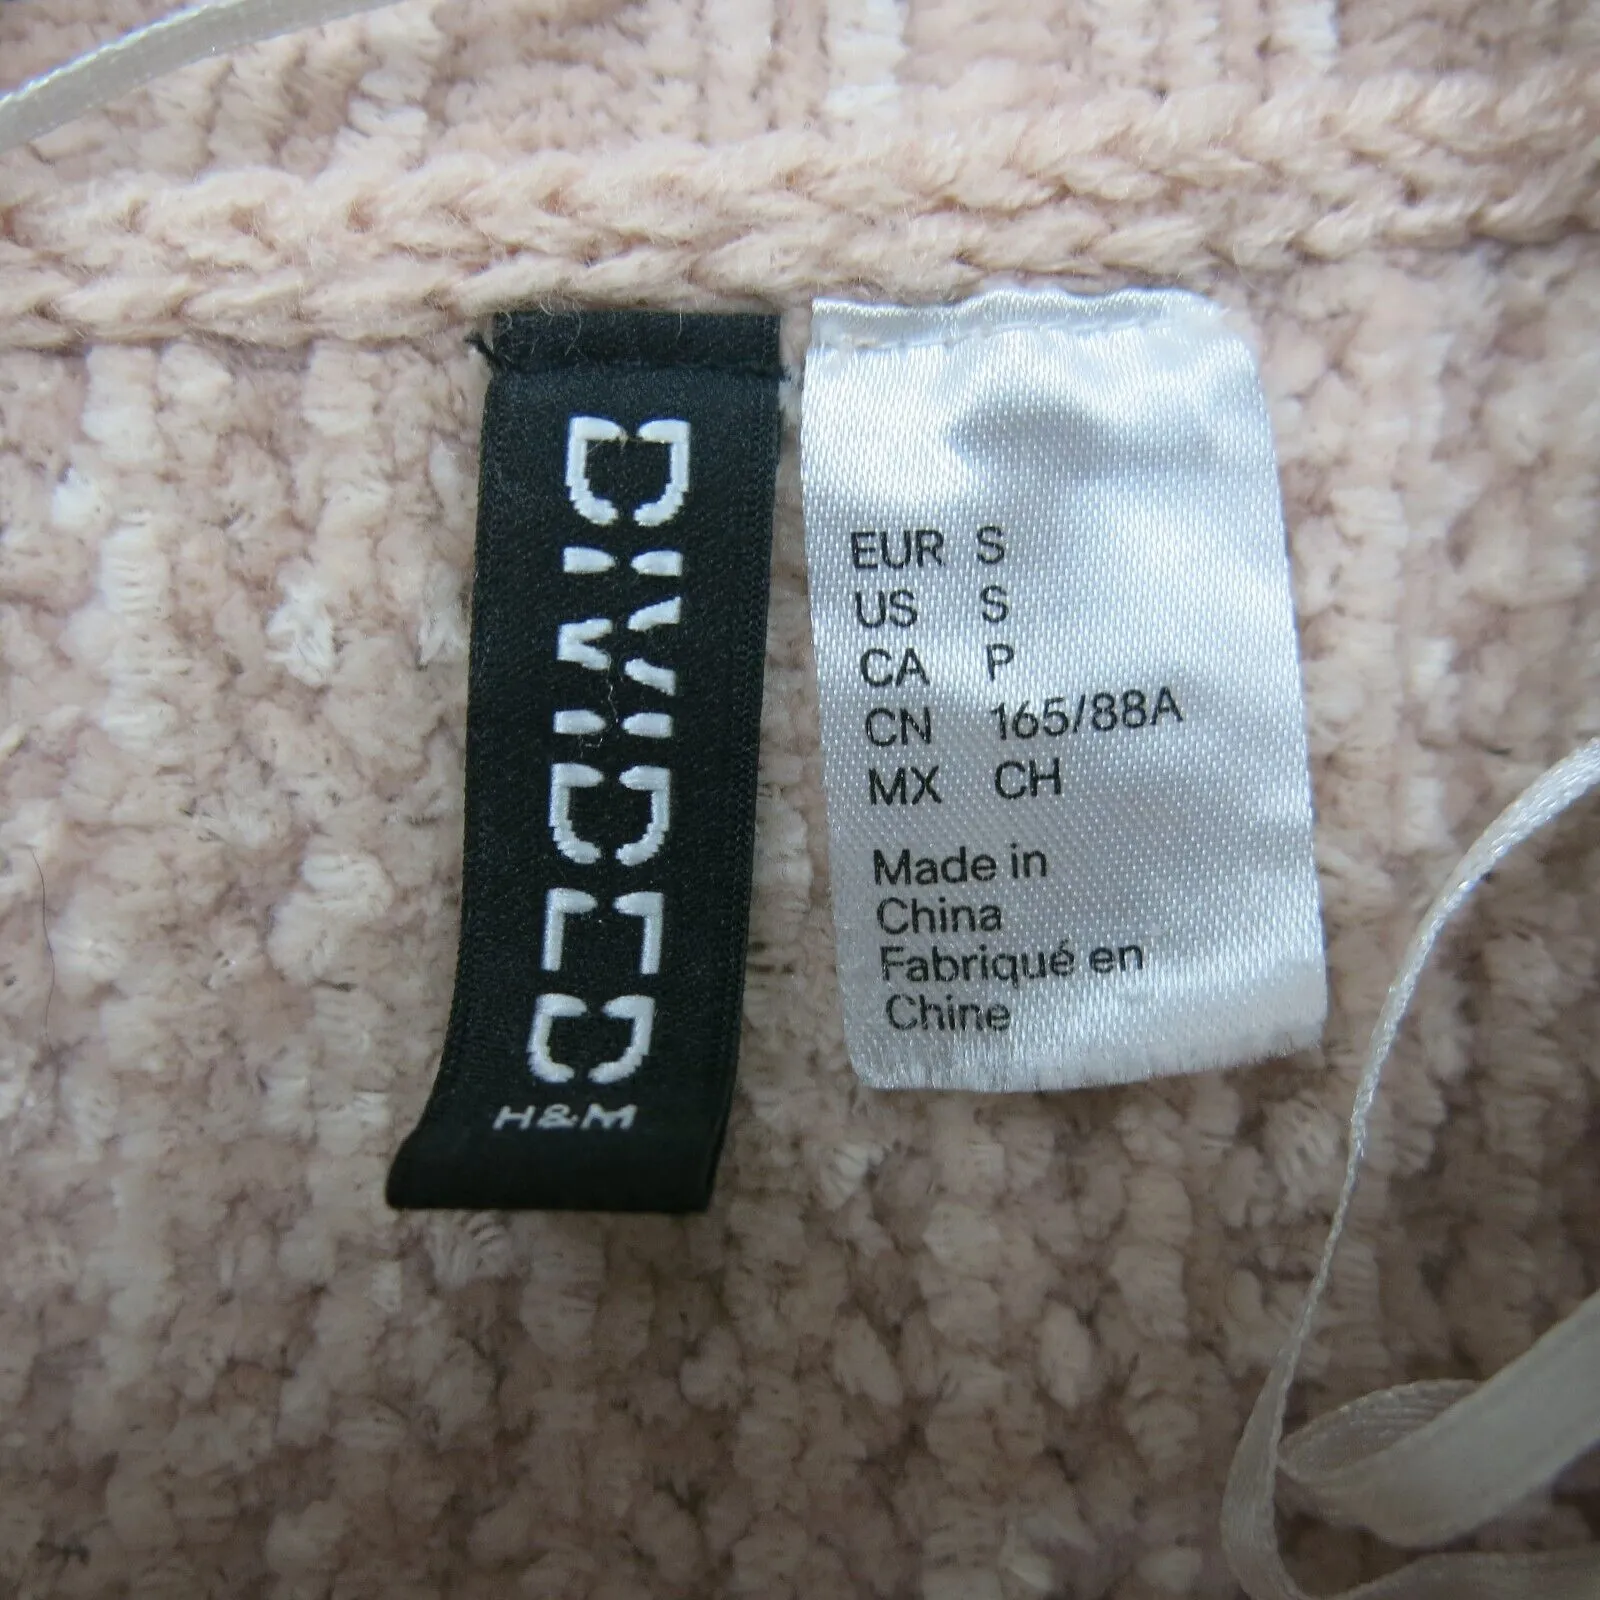 DIVIDED
H&M
EUR S
US S
CA P
CN 165/88A
MX CH
Made in
China
Fabriqué en
Chine